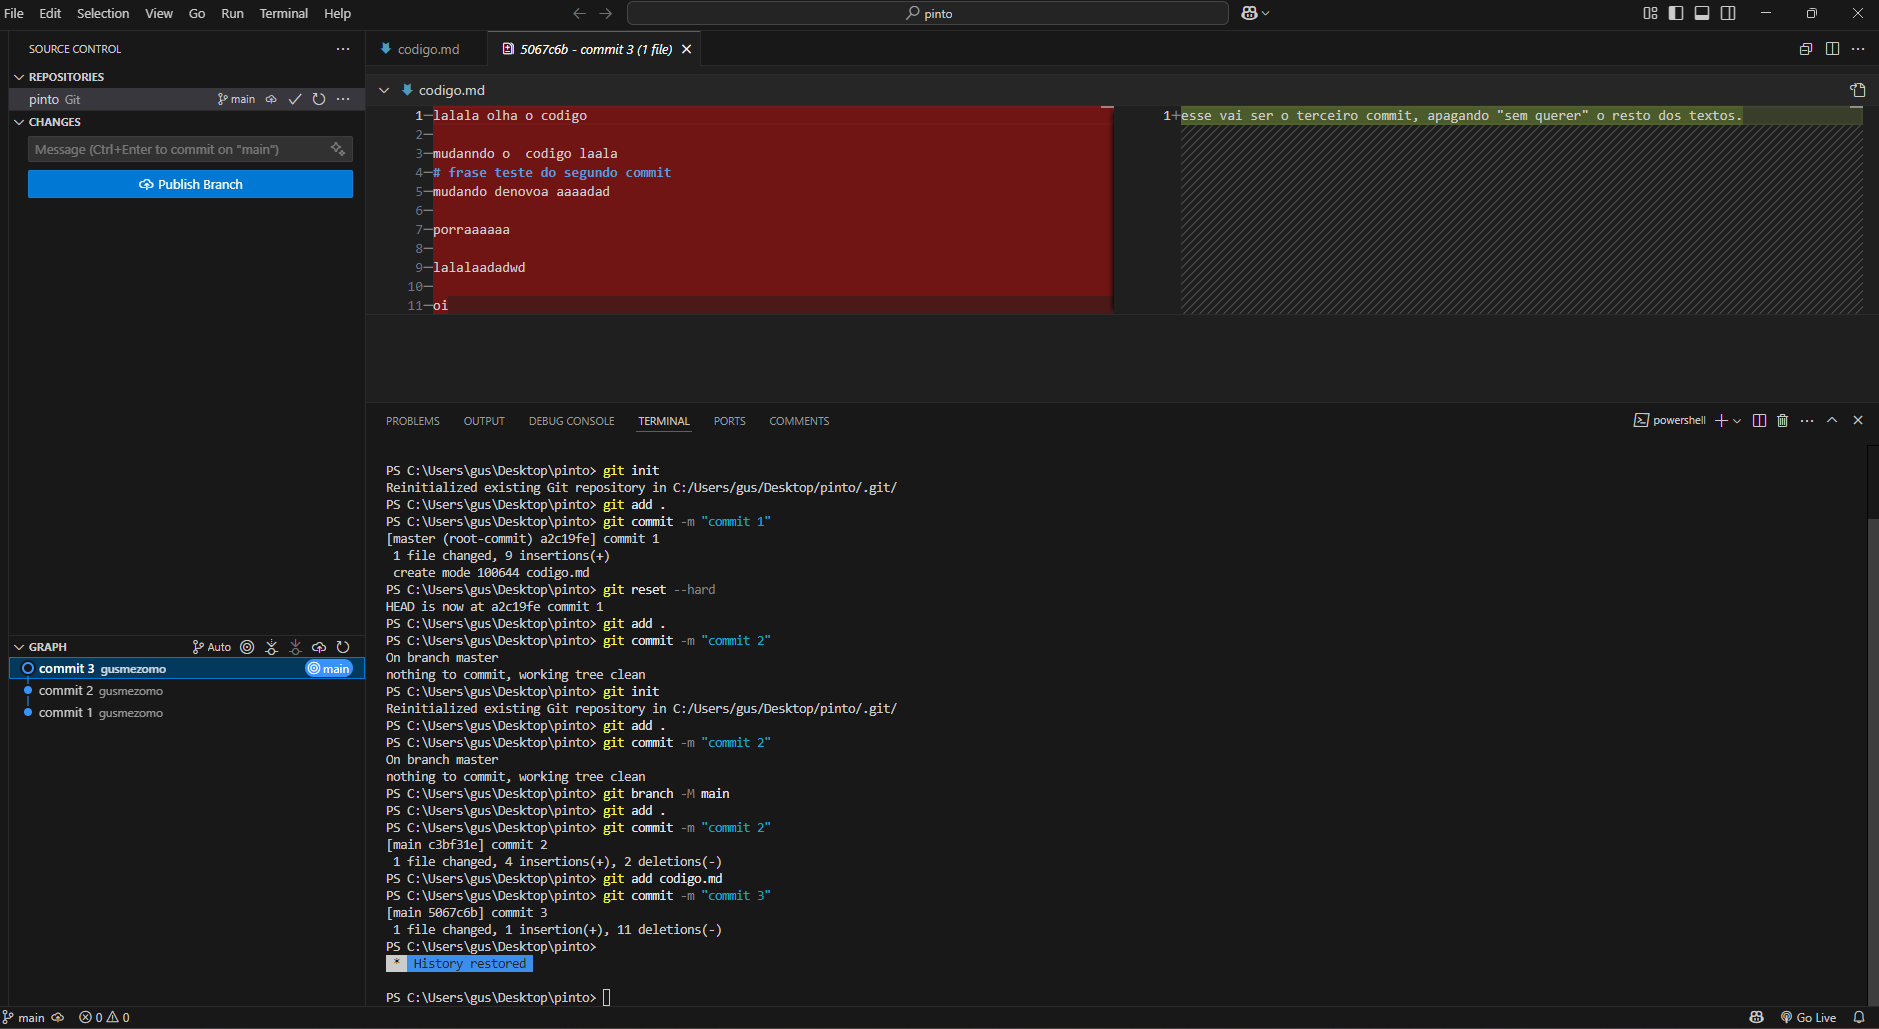 File Edit Selection View Go Run Terminal Help
pinto
SOURCE CONTROL
REPOSITORIES
pinto Git main
CHANGES
Message (Ctrl+Enter to commit on "main")
Publish Branch
GRAPH Auto
commit 3 gusmezomo main
commit 2 gusmezomo
commit 1 gusmezomo
codigo.md
5067c6b - commit 3 (1 file)
codigo.md
1 lalala olha o codigo
2
3 mudanndo o  codigo laala
4 # frase teste do segundo commit
5 mudando denovoa aaaadad
6
7 porraaaaaa
8
9 lalalaadadwd
10
11 oi
1+ esse vai ser o terceiro commit, apagando "sem querer" o resto dos textos.
PROBLEMS OUTPUT DEBUG CONSOLE TERMINAL PORTS COMMENTS
powershell
PS C:\Users\gus\Desktop\pinto> git init
Reinitialized existing Git repository in C:/Users/gus/Desktop/pinto/.git/
PS C:\Users\gus\Desktop\pinto> git add .
PS C:\Users\gus\Desktop\pinto> git commit -m "commit 1"
[master (root-commit) a2c19fe] commit 1
 1 file changed, 9 insertions(+)
 create mode 100644 codigo.md
PS C:\Users\gus\Desktop\pinto> git reset --hard
HEAD is now at a2c19fe commit 1
PS C:\Users\gus\Desktop\pinto> git add .
PS C:\Users\gus\Desktop\pinto> git commit -m "commit 2"
On branch master
nothing to commit, working tree clean
PS C:\Users\gus\Desktop\pinto> git init
Reinitialized existing Git repository in C:/Users/gus/Desktop/pinto/.git/
PS C:\Users\gus\Desktop\pinto> git add .
PS C:\Users\gus\Desktop\pinto> git commit -m "commit 2"
On branch master
nothing to commit, working tree clean
PS C:\Users\gus\Desktop\pinto> git branch -M main
PS C:\Users\gus\Desktop\pinto> git add .
PS C:\Users\gus\Desktop\pinto> git commit -m "commit 2"
[main c3bf31e] commit 2
 1 file changed, 4 insertions(+), 2 deletions(-)
PS C:\Users\gus\Desktop\pinto> git add codigo.md
PS C:\Users\gus\Desktop\pinto> git commit -m "commit 3"
[main 5067c6b] commit 3
 1 file changed, 1 insertion(+), 11 deletions(-)
PS C:\Users\gus\Desktop\pinto>
* History restored
PS C:\Users\gus\Desktop\pinto>
main 0 0
Go Live